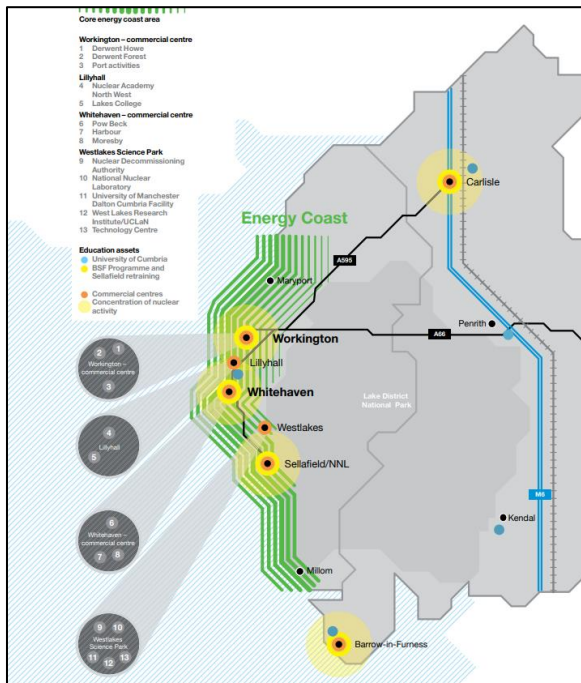 Core energy coast area
Workington – commercial centre
1 Derwent Howe
2 Derwent Forest
3 Port activities
Lillyhall
4 Nuclear Academy
North West
5 Lakes College
Whitehaven – commercial centre
6 Pow Beck
7 Harbour
8 Moresby
Westlakes Science Park
9 Nuclear Decommissioning
Authority
10 National Nuclear
Laboratory
11 University of Manchester
Dalton Cumbria Facility
12 West Lakes Research
Institute/UCLan
13 Technology Centre
Education assets
University of Cumbria
BSF Programme and
Sellafield retraining
Commercial centres
Concentration of nuclear
activity
Energy Coast
Carlisle
A595
Maryport
Penrith
A66
Workington
Lillyhall
Whitehaven
Lake District
National Park
Westlakes
Sellafield/NNL
M6
Kendal
Millom
Barrow-in-Furness
2 1
Workington –
commercial centre
3
4
Lillyhall
5
6
Whitehaven –
commercial centre
7 8
9 10
Westlakes
Science Park
11 12 13